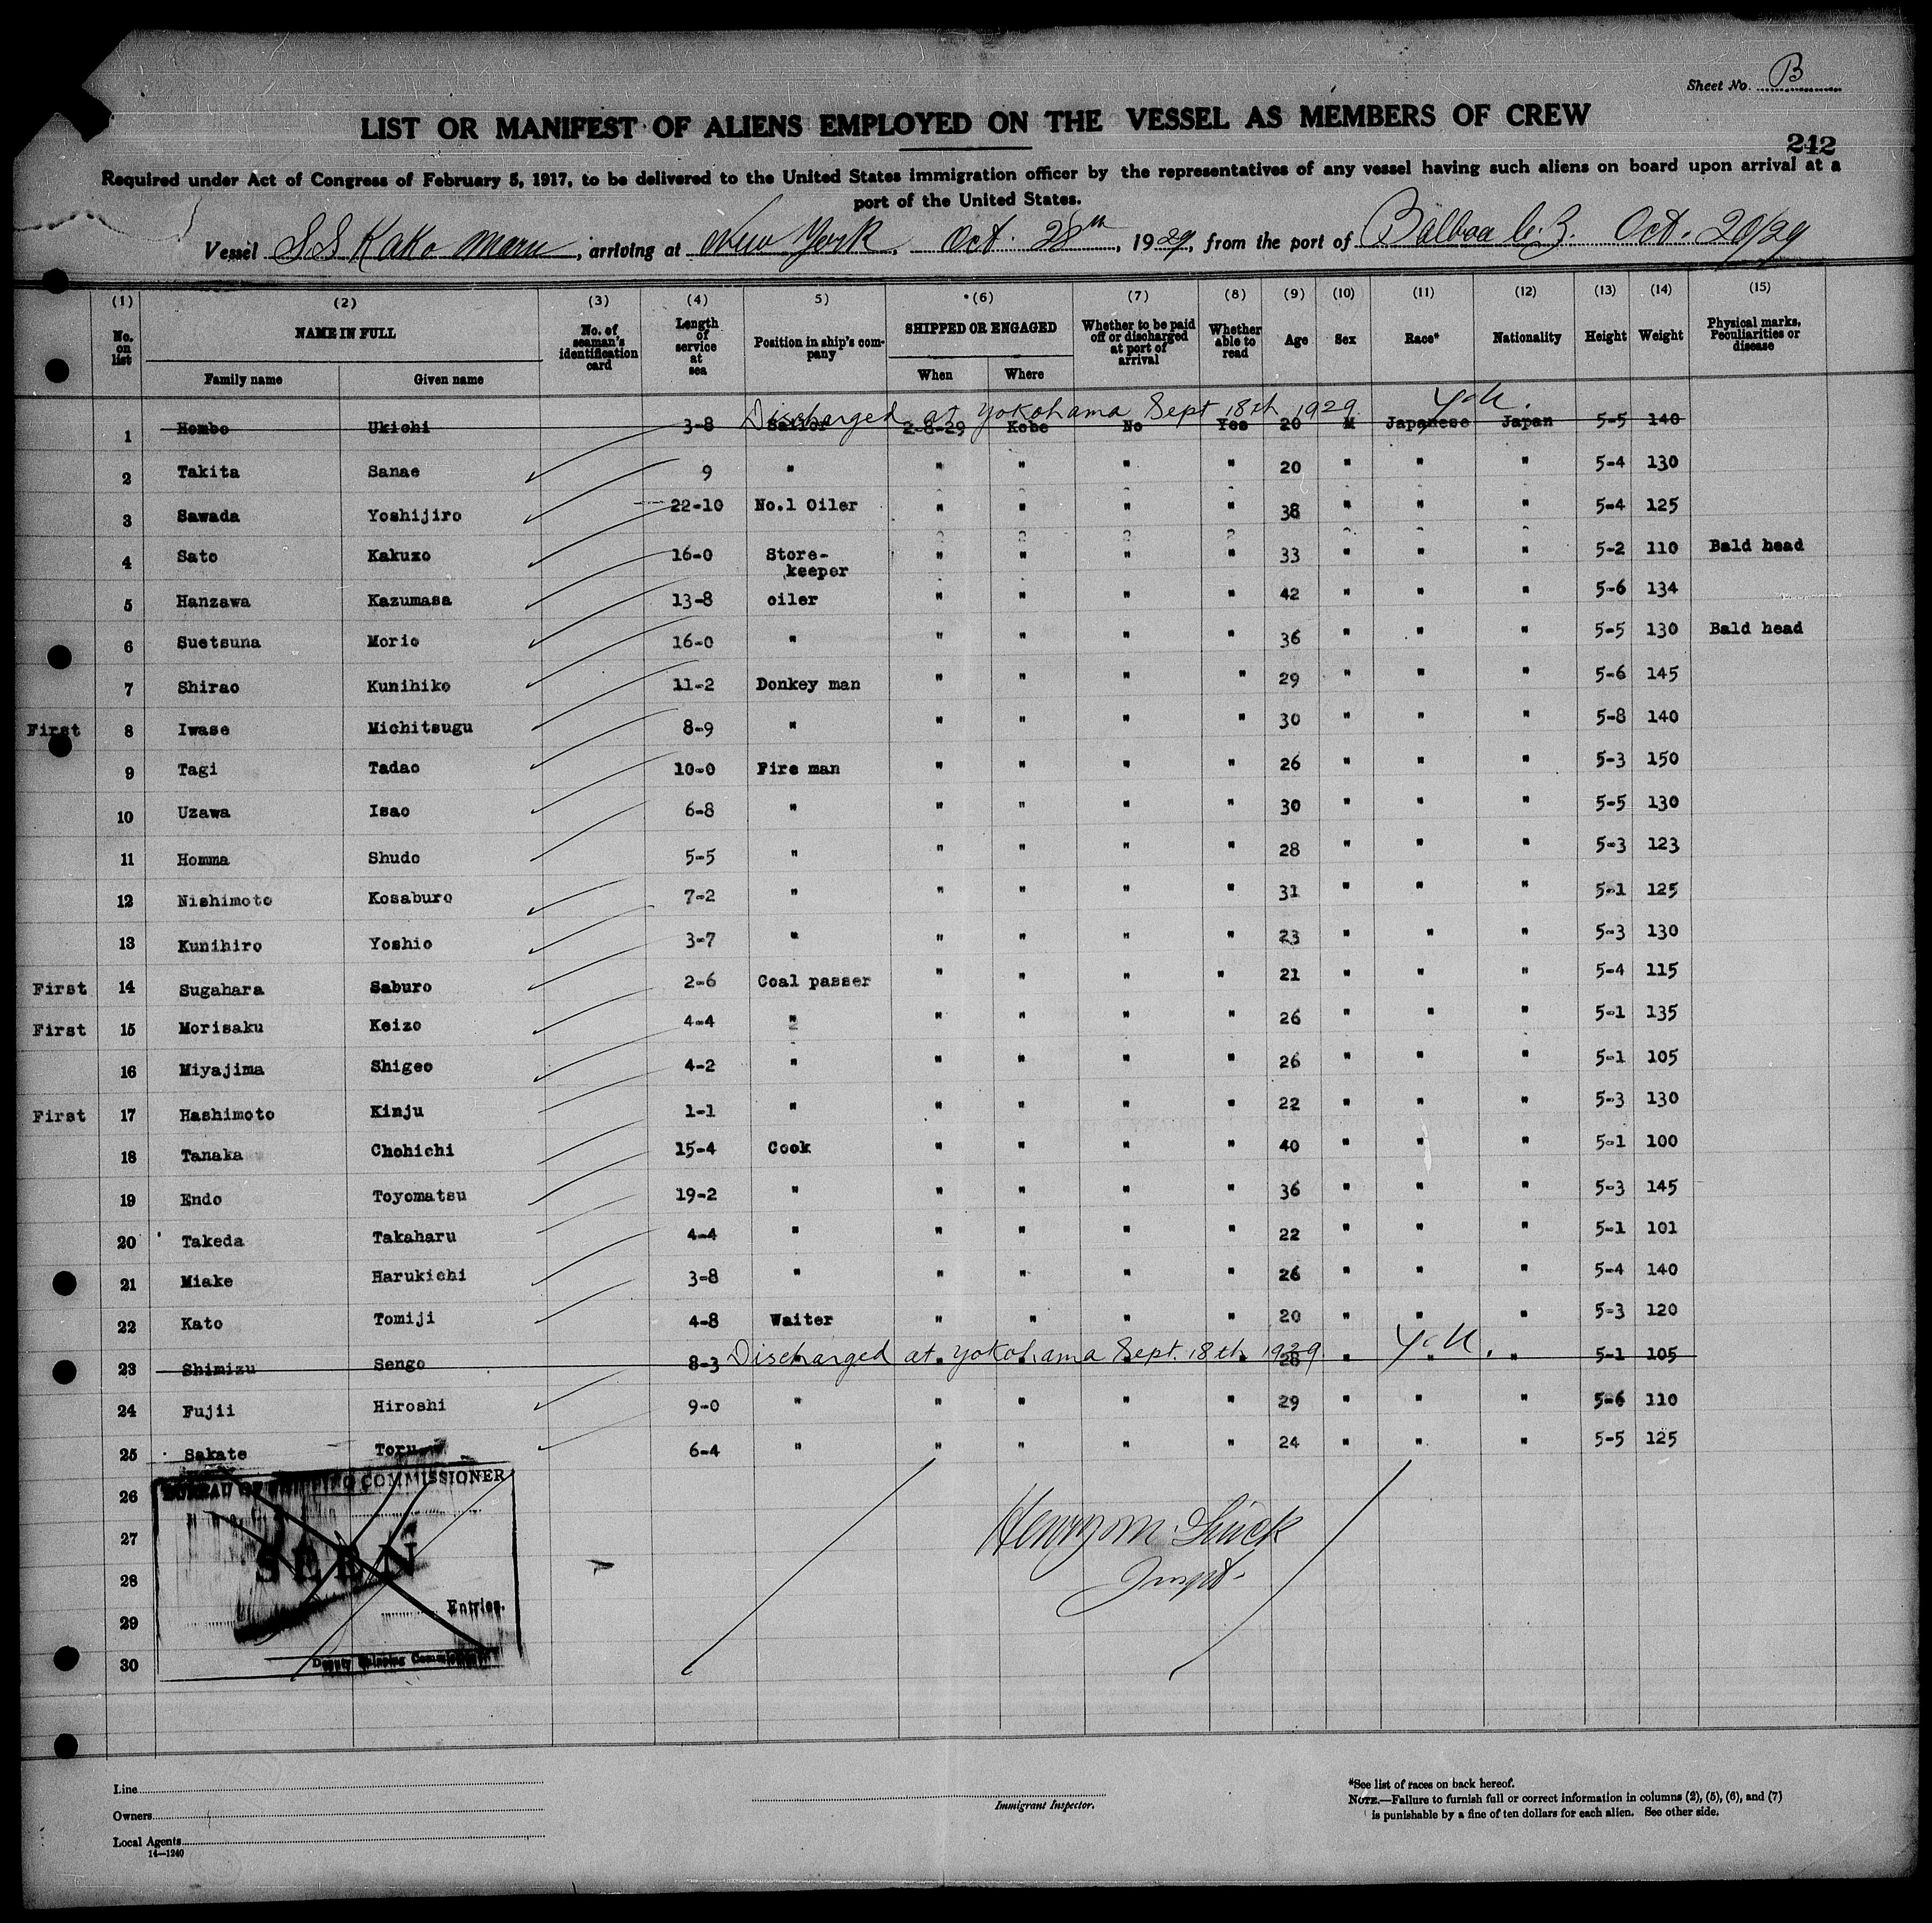 Sheet No. B
LIST OR MANIFEST OF ALIENS EMPLOYED ON THE VESSEL AS MEMBERS OF CREW
242
Required under Act of Congress of February 5, 1917, to be delivered to the United States immigration officer by the representatives of any vessel having such aliens on board upon arrival at a
port of the United States.
Vessel SS Kako Maru, arriving at New York, Oct. 28th, 1929, from the port of Balboa C.Z. Oct. 20/29
(1) (2) (3) (4) 5) *(6) (7) (8) (9) (10) (11) (12) (13) (14) (15)
No. on list NAME IN FULL Family name Given name No. of seaman's identification card Length of service at sea Position in ship's company SHIPPED OR ENGAGED When Where Whether to be paid off or discharged at port of arrival Whether able to read Age Sex Race* Nationality Height Weight Physical marks, Peculiarities or disease
Discharged at Yokohama Sept 18th 1929
1 Hombo Ukichi 3-8 Sailor 2-8-29 Kobe No Yes 20 M Japanese Japan 5-5 140
2 Takita Sanae 9 " " " " " 20 " " " 5-4 130
3 Sawada Yoshijiro 22-10 No.1 Oiler " " " " 38 " " " 5-4 125
4 Sato Kakuzo 16-0 Store-keeper " " " " 33 " " " 5-2 110 Bald head
5 Hanzawa Kazumasa 13-8 oiler " " " " 42 " " " 5-6 134
6 Suetsuna Morio 16-0 " " " " " 36 " " " 5-5 130 Bald head
7 Shirao Kunihiko 11-2 Donkey man " " " " 29 " " " 5-6 145
First 8 Iwase Michitsugu 8-9 " " " " " 30 " " " 5-8 140
9 Tagi Tadao 10-0 Fire man " " " " 26 " " " 5-3 150
10 Uzawa Isao 6-8 " " " " " 30 " " " 5-5 130
11 Homma Shudo 5-5 " " " " " 28 " " " 5-3 123
12 Nishimoto Kosaburo 7-2 " " " " " 31 " " " 5-1 125
13 Kunihiro Yoshio 3-7 " " " " " 23 " " " 5-3 130
First 14 Sugahara Saburo 2-6 Coal passer " " " " 21 " " " 5-4 115
First 15 Morisaku Keizo 4-4 " " " " " 26 " " " 5-1 135
16 Miyajima Shigeo 4-2 " " " " " 26 " " " 5-1 105
First 17 Hashimoto Kinju 1-1 " " " " " 22 " " " 5-3 130
18 Tanaka Chohichi 15-4 Cook " " " " 40 " " " 5-1 100
19 Endo Toyomatsu 19-2 " " " " " 36 " " " 5-3 145
20 Takeda Takaharu 4-4 " " " " " 22 " " " 5-1 101
21 Miake Harukichi 3-8 " " " " " 26 " " " 5-4 140
22 Kato Tomiji 4-8 Waiter " " " " 20 " " " 5-3 120
Discharged at Yokohama Sept. 18th 1929.
23 Shimizu Sengo 8-3 " " " " " 28 " " " 5-1 105
24 Fujii Hiroshi 9-0 " " " " " 29 " " " 5-6 110
25 Sakate Toru 6-4 " " " " " 24 " " " 5-5 125
26
27
28
29
30
COMMISSIONER
SEEN
Entries.
Deputy Shipping
Line
Owners
Local Agents
14—1240
Immigrant Inspector.
*See list of races on back hereof.
NOTE.—Failure to furnish full or correct information in columns (2), (5), (6), and (7)
is punishable by a fine of ten dollars for each alien. See other side.